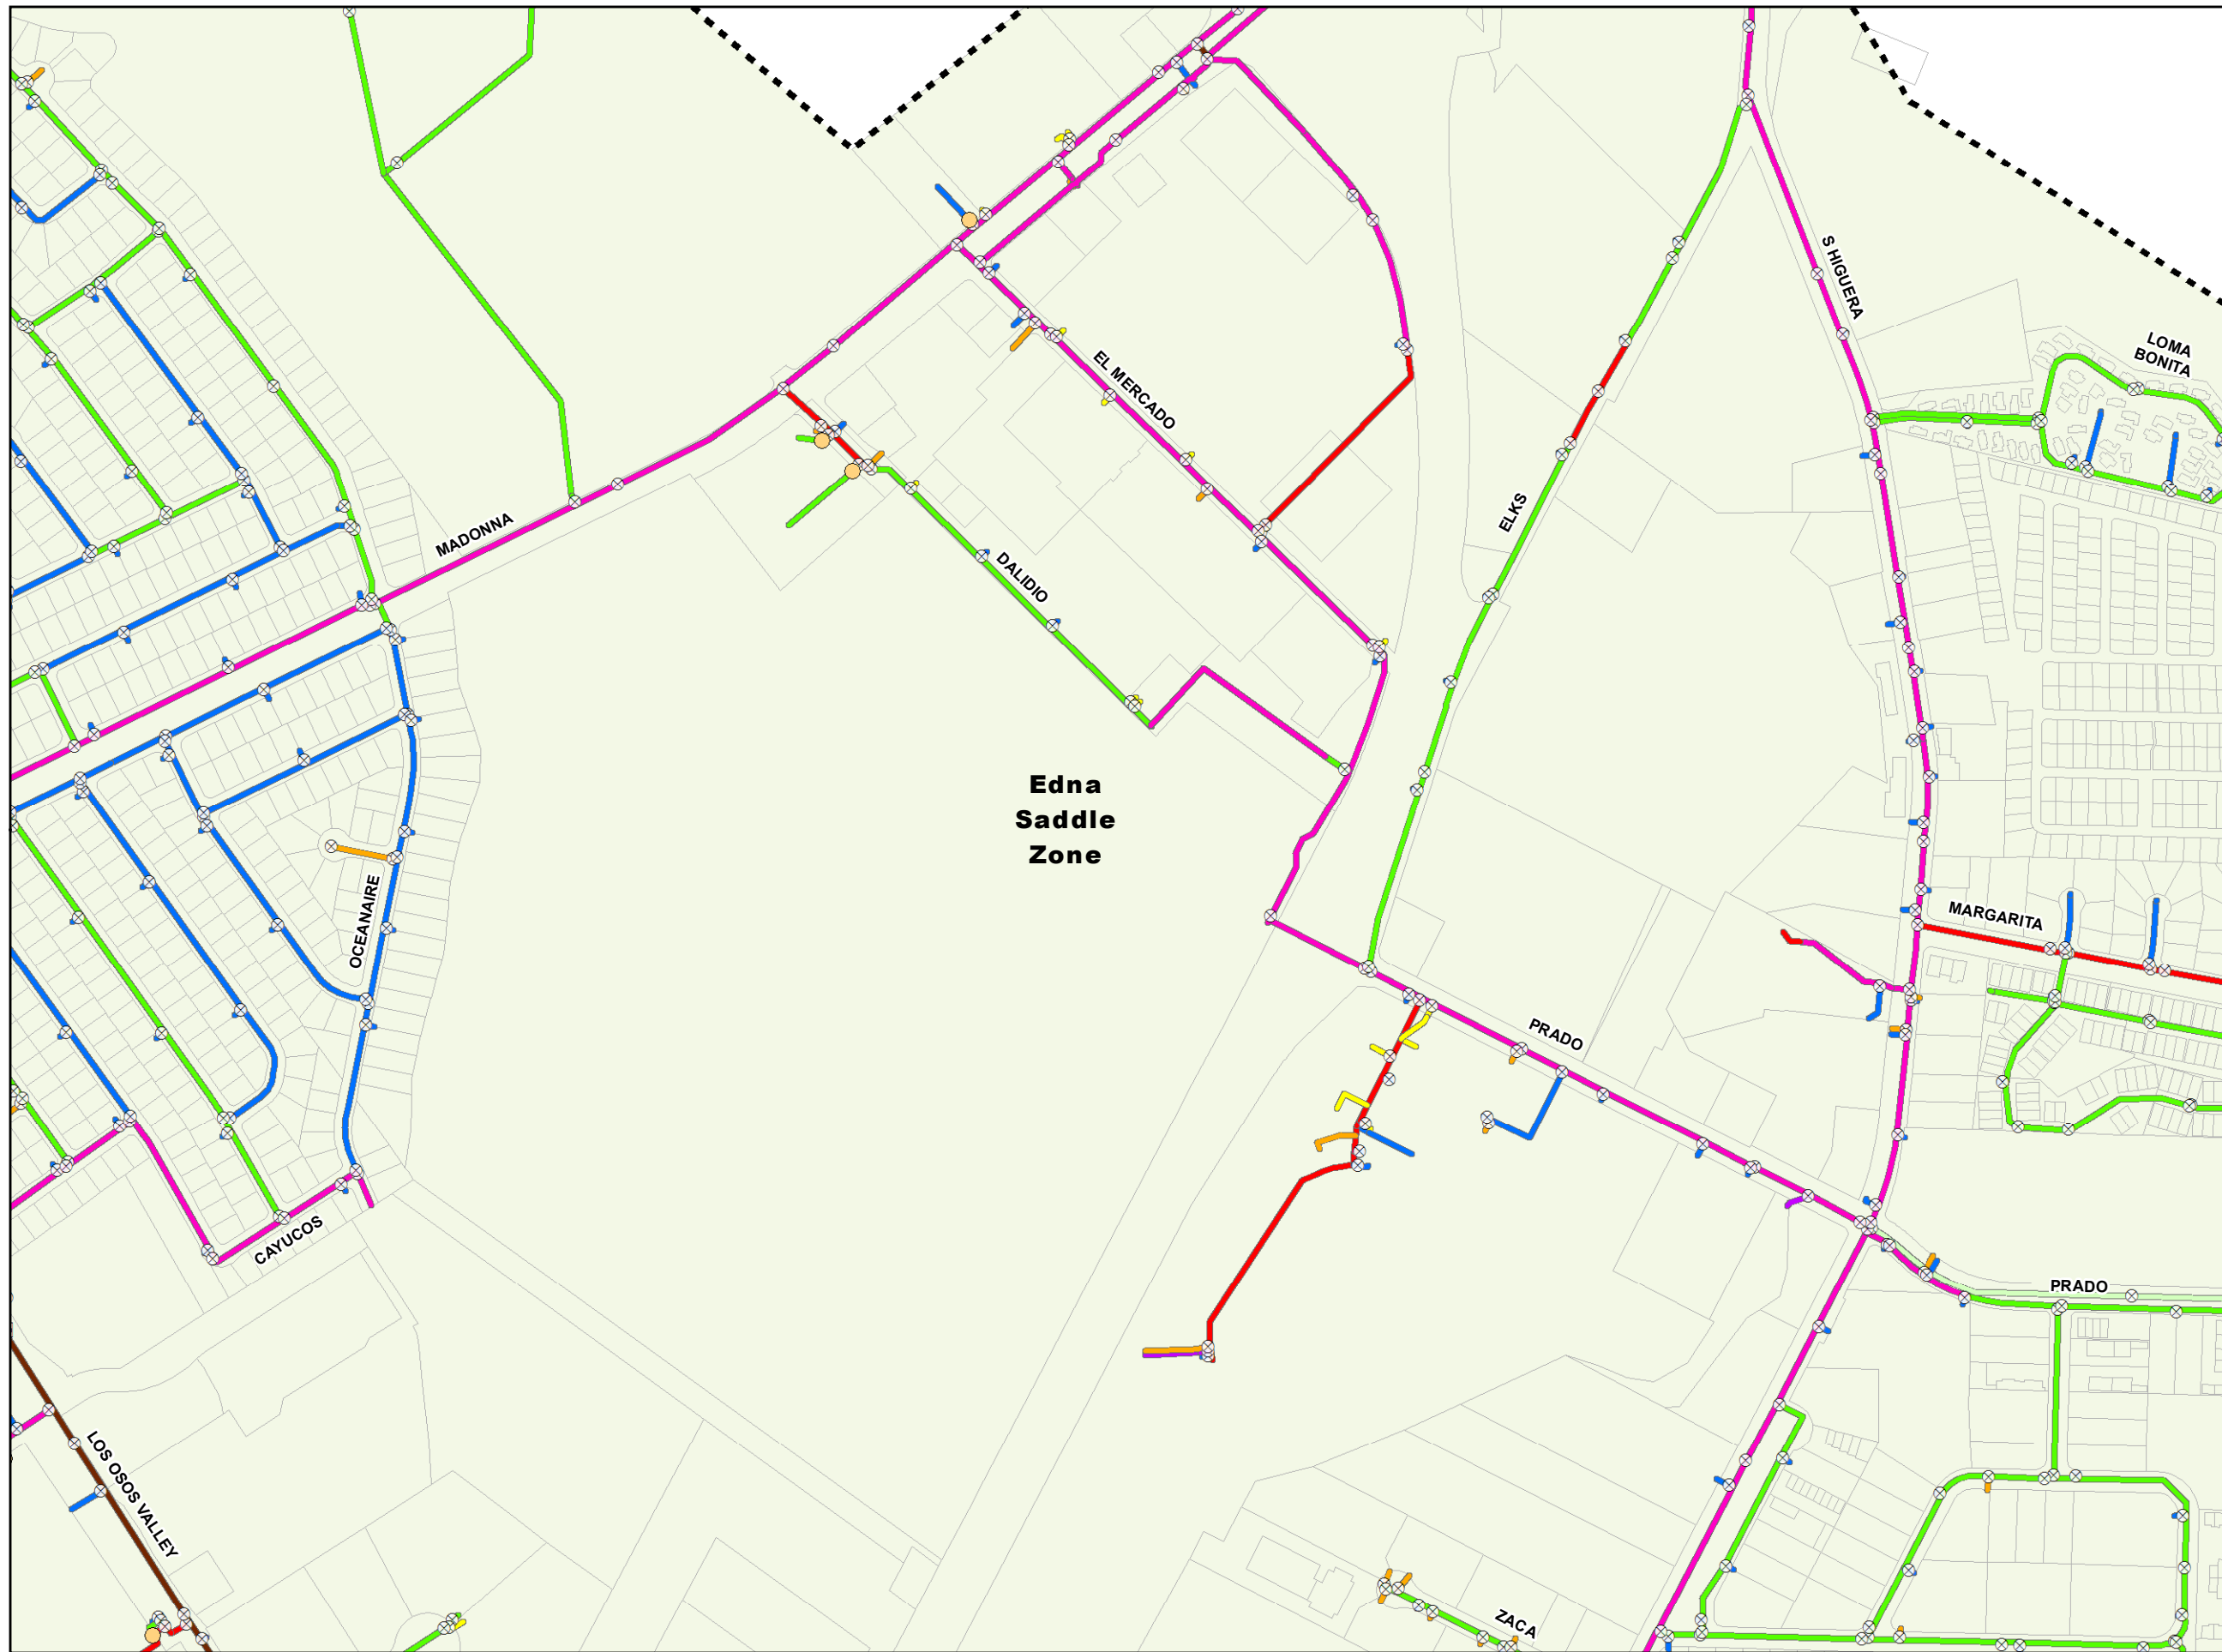 S HIGUERA
LOMA
BONITA
EL MERCADO
ELKS
MADONNA
DALIDIO
Edna
Saddle
Zone
OCEANAIRE
MARGARITA
PRADO
CAYUCOS
PRADO
LOS OSOS VALLEY
ZACA